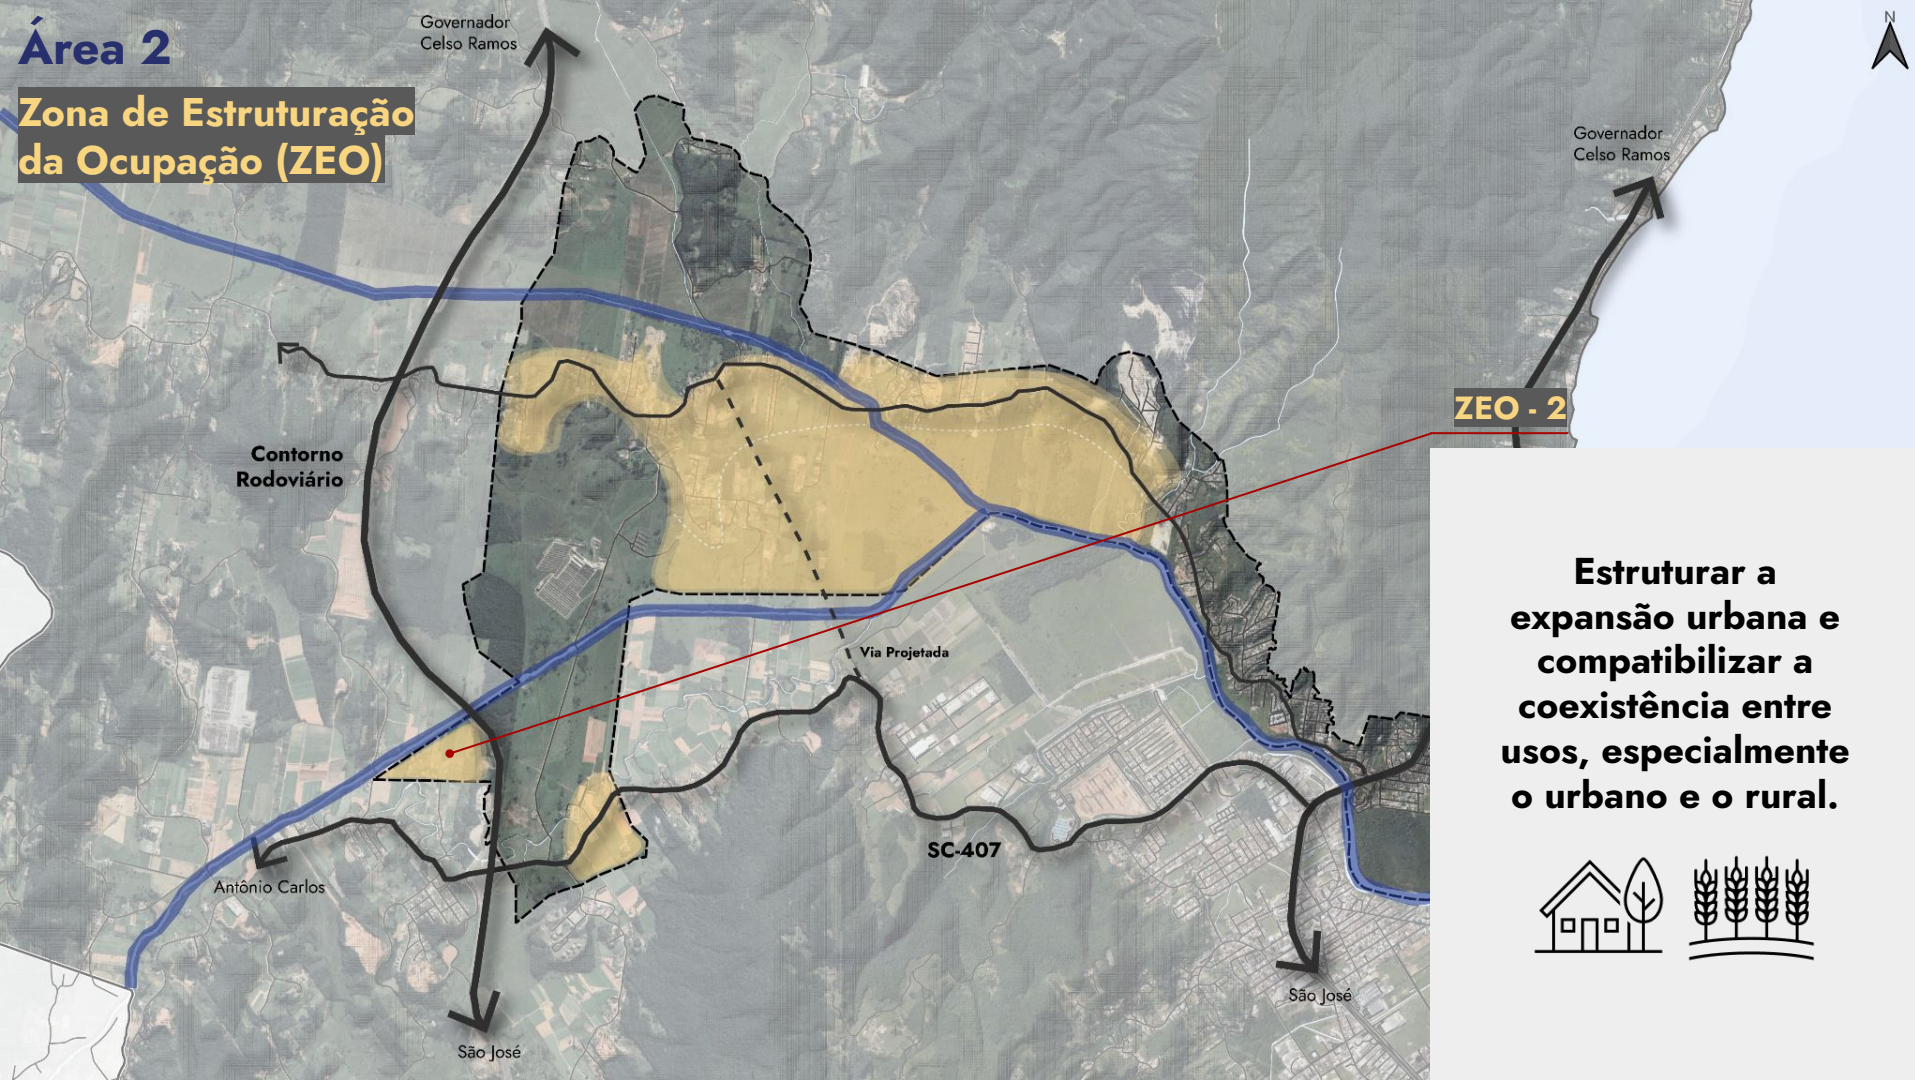 Área 2
Zona de Estruturação
da Ocupação (ZEO)
Governador
Celso Ramos
N
Governador
Celso Ramos
ZEO - 2
Contorno
Rodoviário
Via Projetada
SC-407
Antônio Carlos
São José
São José
Estruturar a
expansão urbana e
compatibilizar a
coexistência entre
usos, especialmente
o urbano e o rural.